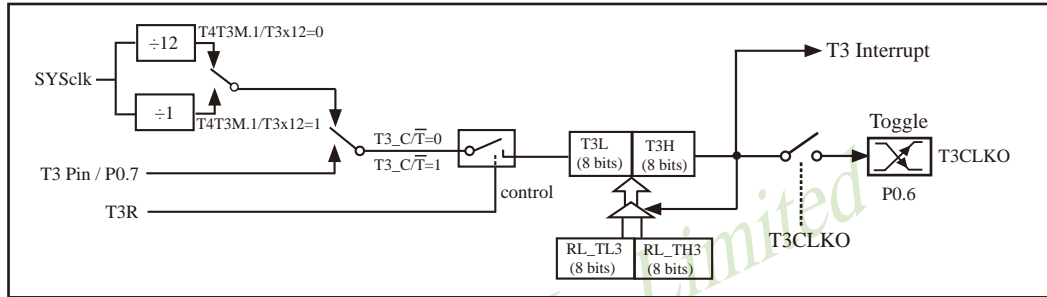 T4T3M.1/T3x12=0
÷12
SYSclk
÷1
T4T3M.1/T3x12=1
T3 Interrupt
T3_C/T̅=0
T3_C/T̅=1
T3L
(8 bits)
T3H
(8 bits)
Toggle
T3CLKO
P0.6
T3 Pin / P0.7
control
T3R
T3CLKO
RL_TL3
(8 bits)
RL_TH3
(8 bits)
Limited